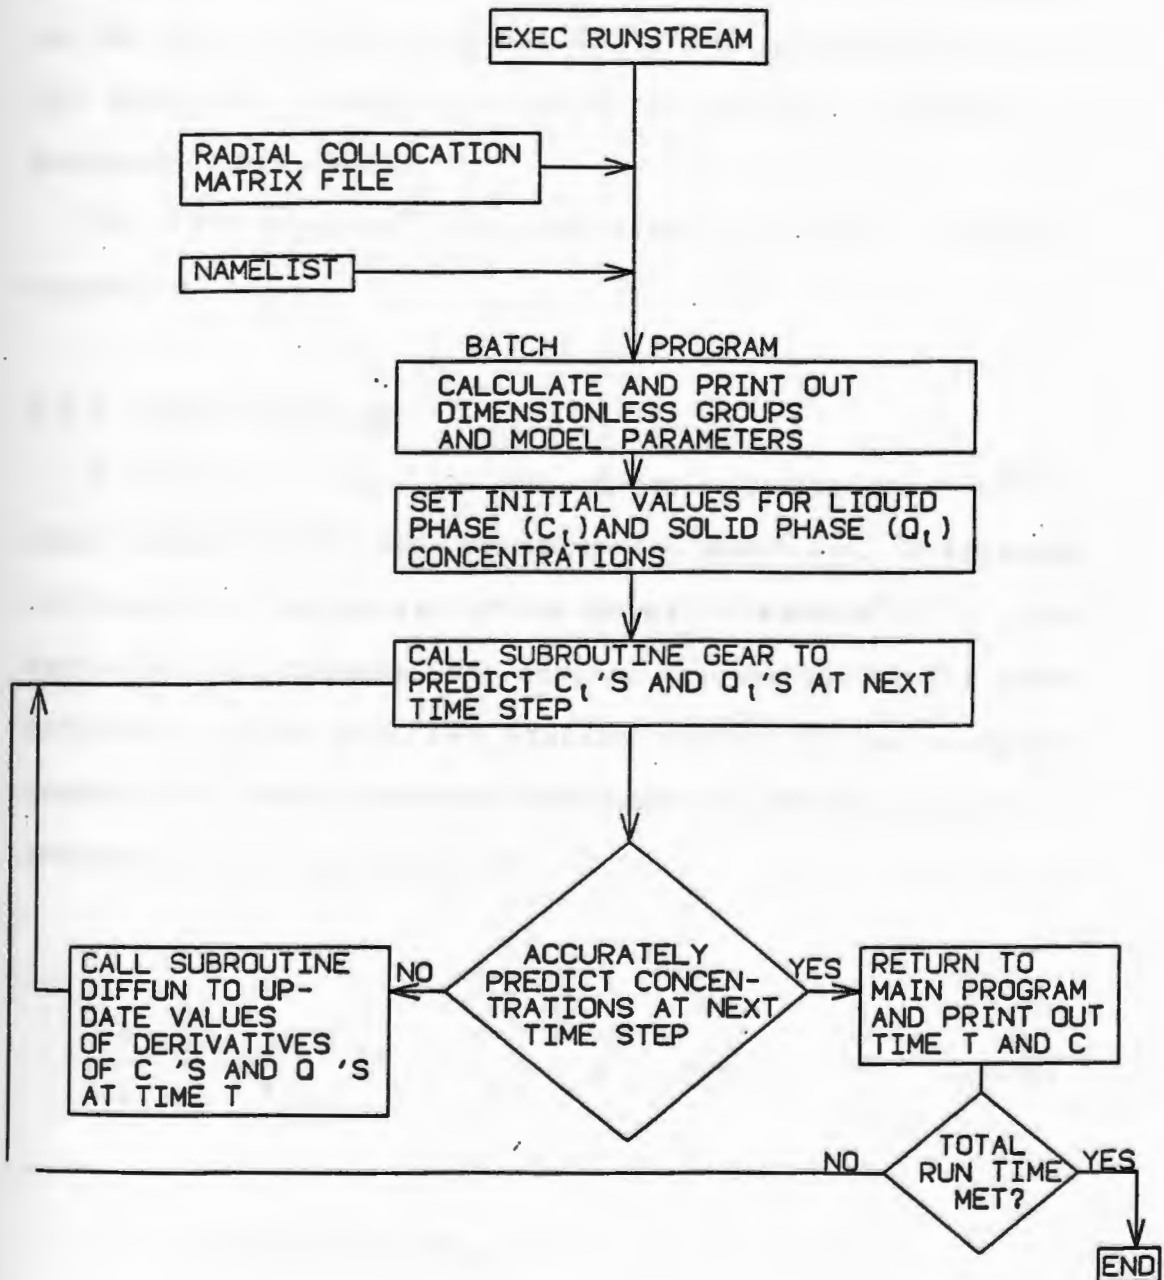 EXEC RUNSTREAM
RADIAL COLLOCATION
MATRIX FILE
NAMELIST
BATCH PROGRAM
CALCULATE AND PRINT OUT
DIMENSIONLESS GROUPS
AND MODEL PARAMETERS
SET INITIAL VALUES FOR LIQUID
PHASE (Cₜ)AND SOLID PHASE (Qₜ)
CONCENTRATIONS
CALL SUBROUTINE GEAR TO
PREDICT Cₜ'S AND Qₜ'S AT NEXT
TIME STEP
ACCURATELY
PREDICT CONCEN-
TRATIONS AT NEXT
TIME STEP
NO
YES
CALL SUBROUTINE
DIFFUN TO UP-
DATE VALUES
OF DERIVATIVES
OF C 'S AND Q 'S
AT TIME T
RETURN TO
MAIN PROGRAM
AND PRINT OUT
TIME T AND C
NO
TOTAL
RUN TIME
MET?
YES
END